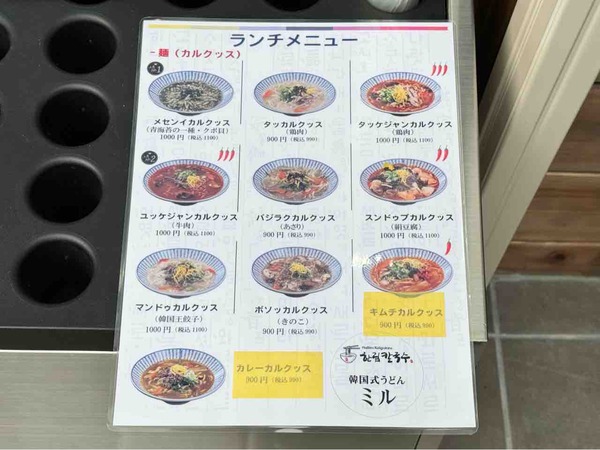 ランチメニュー
- 麺（カルクッス）
メセンイカルクッス
（青海苔の一種・クボ貝）
1000円（税込1100）
タッカルクッス
（鶏肉）
900円（税込990）
タッケジャンカルクッス
（鶏肉）
1000円（税込1100）
ユッケジャンカルクッス
（牛肉）
1000円（税込1100）
バジラクカルクッス
（あさり）
900円（税込990）
スンドゥブカルクッス
（絹豆腐）
1000円（税込1100）
マンドゥカルクッス
（韓国王餃子）
1000円（税込1100）
ボソッカルクッス
（きのこ）
900円（税込990）
キムチカルクッス
900円（税込990）
カレーカルクッス
900円（税込990）
韓国式うどん
ミル